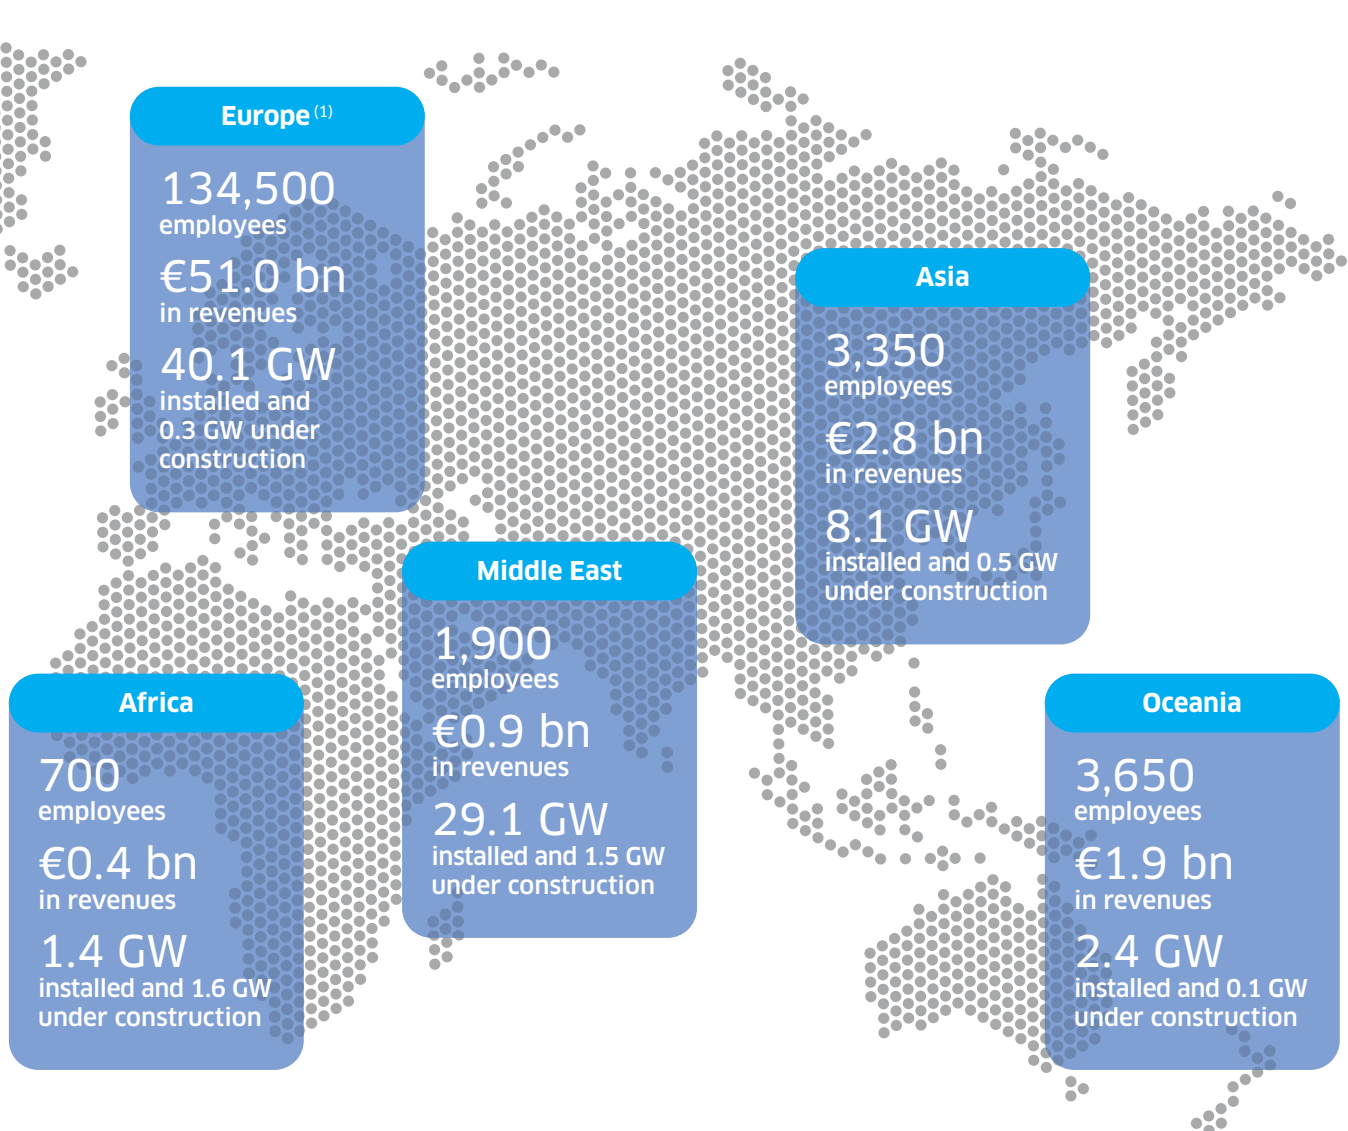 Europe (1)
134,500
employees
€51.0 bn
in revenues
40.1 GW
installed and
0.3 GW under
construction
Asia
3,350
employees
€2.8 bn
in revenues
8.1 GW
installed and 0.5 GW
under construction
Middle East
1,900
employees
€0.9 bn
in revenues
29.1 GW
installed and 1.5 GW
under construction
Africa
700
employees
€0.4 bn
in revenues
1.4 GW
installed and 1.6 GW
under construction
Oceania
3,650
employees
€1.9 bn
in revenues
2.4 GW
installed and 0.1 GW
under construction